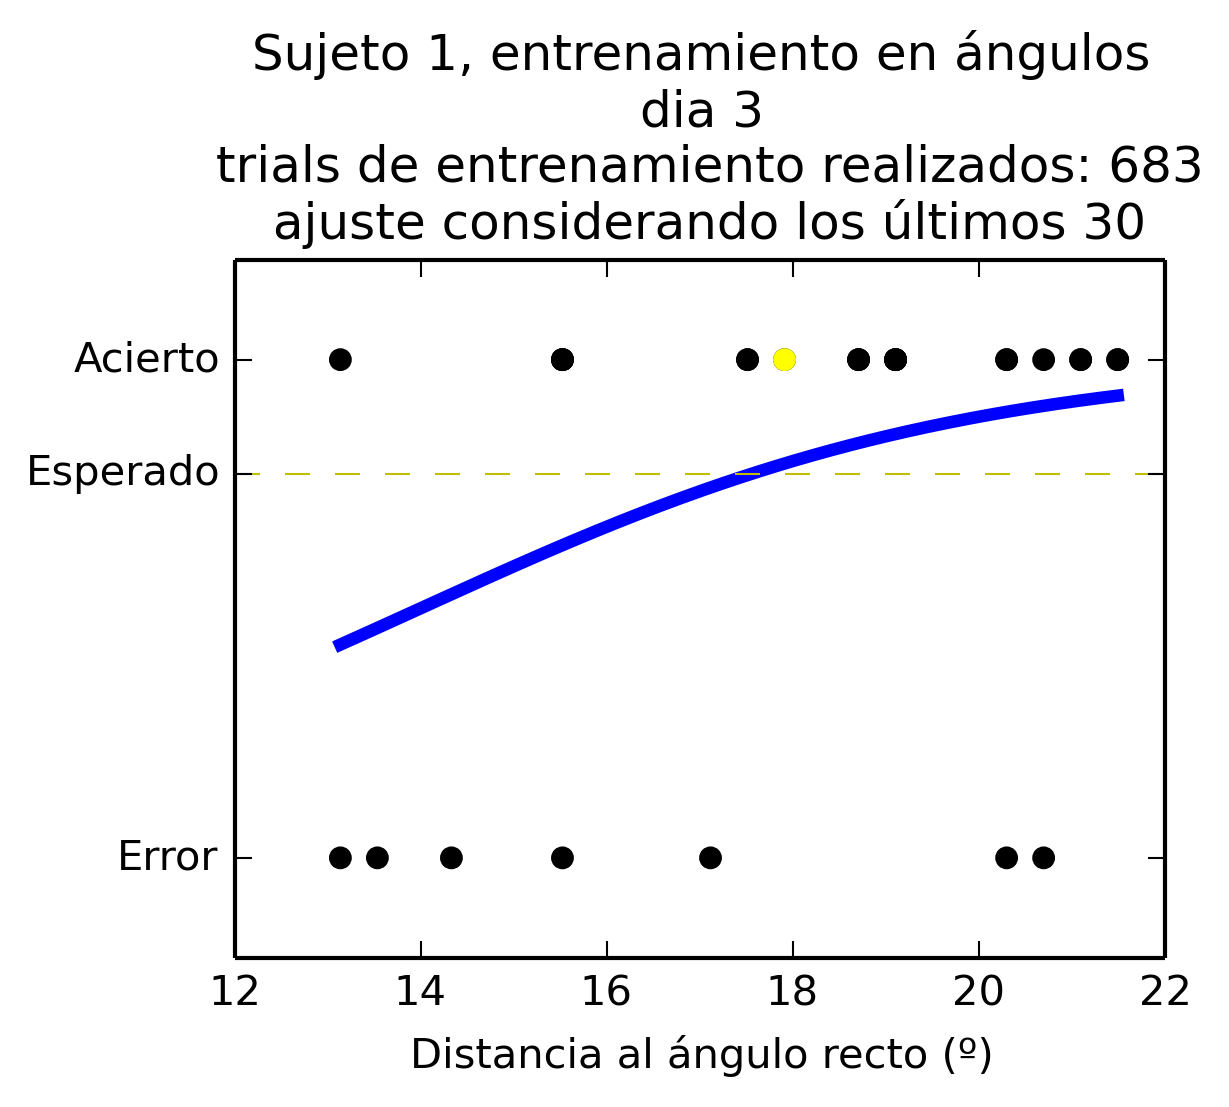 Sujeto 1, entrenamiento en ángulos
dia 3
trials de entrenamiento realizados: 683
ajuste considerando los últimos 30
Acierto
Esperado
Error
12 14 16 18 20 22
Distancia al ángulo recto (º)